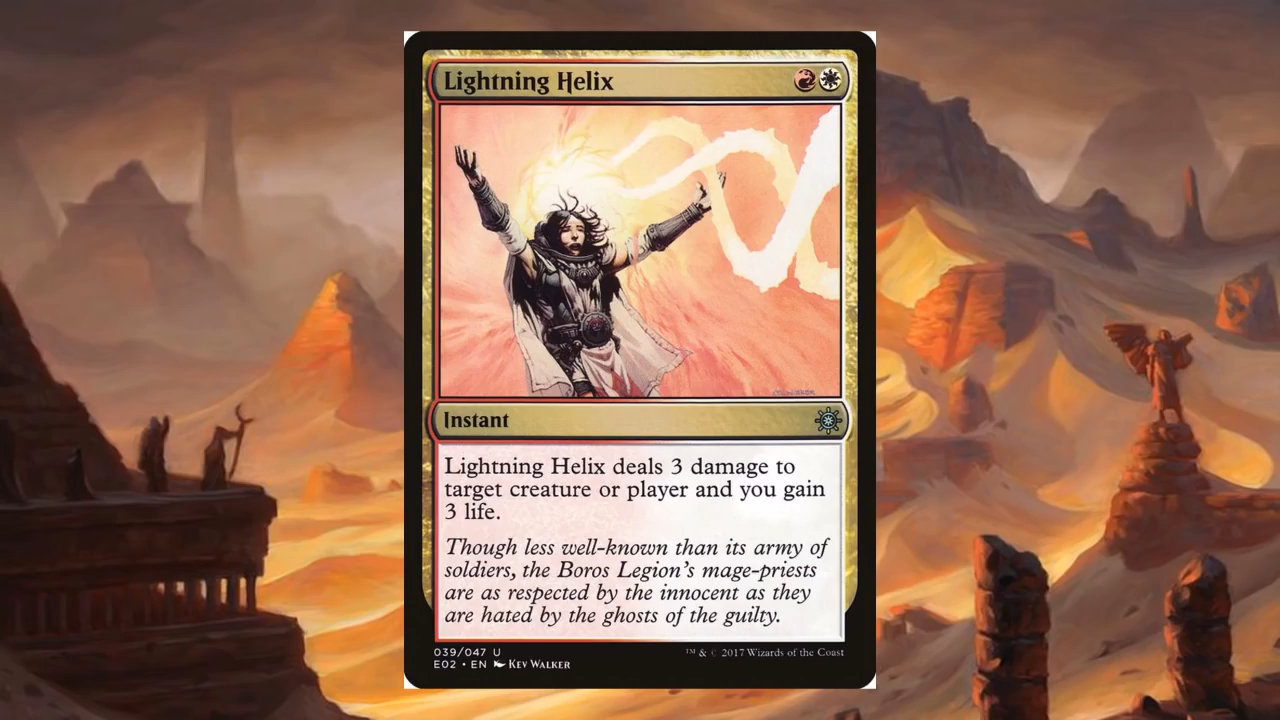 Lightning Helix
Instant
Lightning Helix deals 3 damage to
target creature or player and you gain
3 life.
Though less well-known than its army of
soldiers, the Boros Legion's mage-priests
are as respected by the innocent as they
are hated by the ghosts of the guilty.
039/047 U
™ & © 2017 Wizards of the Coast
E02 • EN Kev Walker